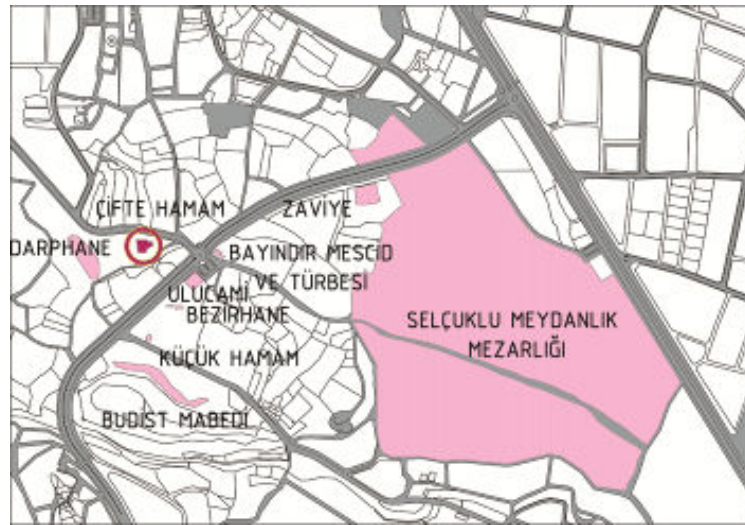 ÇİFTE HAMAM
ZAVİYE
DARPHANE
BAYINDIR MESCİD
VE TÜRBESİ
ULUCAMİ
BEZİRHANE
SELÇUKLU MEYDANLIK
MEZARLIĞI
KÜÇÜK HAMAM
BUDİST MABEDİ